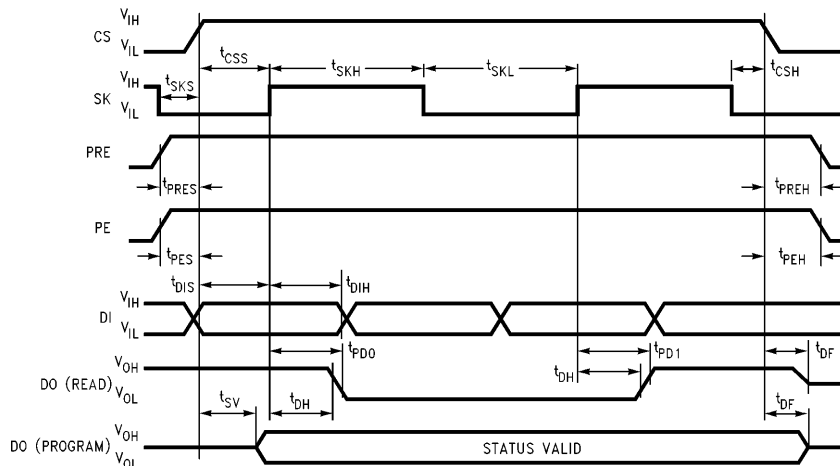 V_IH
CS
V_IL
t_CSS
t_SKH
t_SKL
t_CSH
V_IH
t_SKS
SK
V_IL
PRE
t_PRES
t_PREH
PE
t_PES
t_PEH
t_DIS
t_DIH
V_IH
DI
V_IL
t_PD0
t_PD1
t_DF
V_OH
DO (READ)
V_OL
t_DH
t_SV
t_DH
t_DF
V_OH
DO (PROGRAM)
STATUS VALID
V_OL